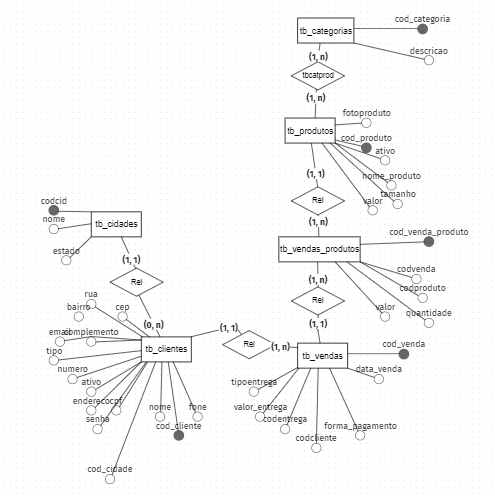 cod_categoria
tb_categorias
descricao
(1, n)
tbcatprod
(1, n)
fotoproduto
tb_produtos
cod_produto
ativo
nome_produto
tamanho
valor
(1, 1)
Rel
(1, n)
codcid
nome
tb_cidades
estado
(1, 1)
Rel
(0, n)
cod_venda_produto
tb_vendas_produtos
codvenda
codproduto
quantidade
valor
(1, n)
Rel
(1, 1)
rua
bairro
cep
email
complemento
tipo
tb_clientes
numero
ativo
endereco
cpf
senha
nome
fone
cod_cliente
cod_cidade
(1, 1)
Rel
(1, n)
cod_venda
tb_vendas
data_venda
tipoentrega
valor_entrega
codentrega
forma_pagamento
codcliente